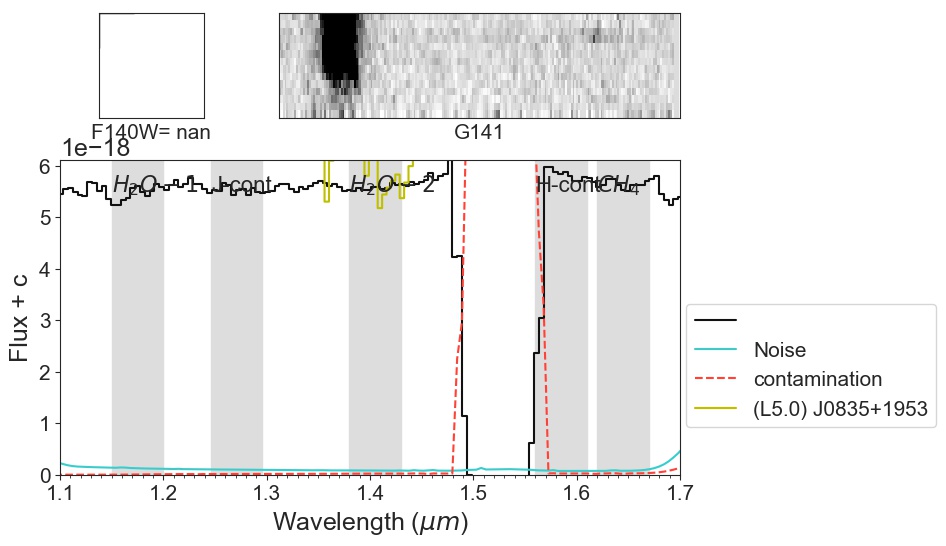 F140W= nan
G141
1e−18
H₂O − 1 J-cont H₂O − 2 H-cont CH₄
6
5
4
3
2
1
0
Flux + c
1.1 1.2 1.3 1.4 1.5 1.6 1.7
Wavelength (μm)
Noise
contamination
(L5.0) J0835+1953